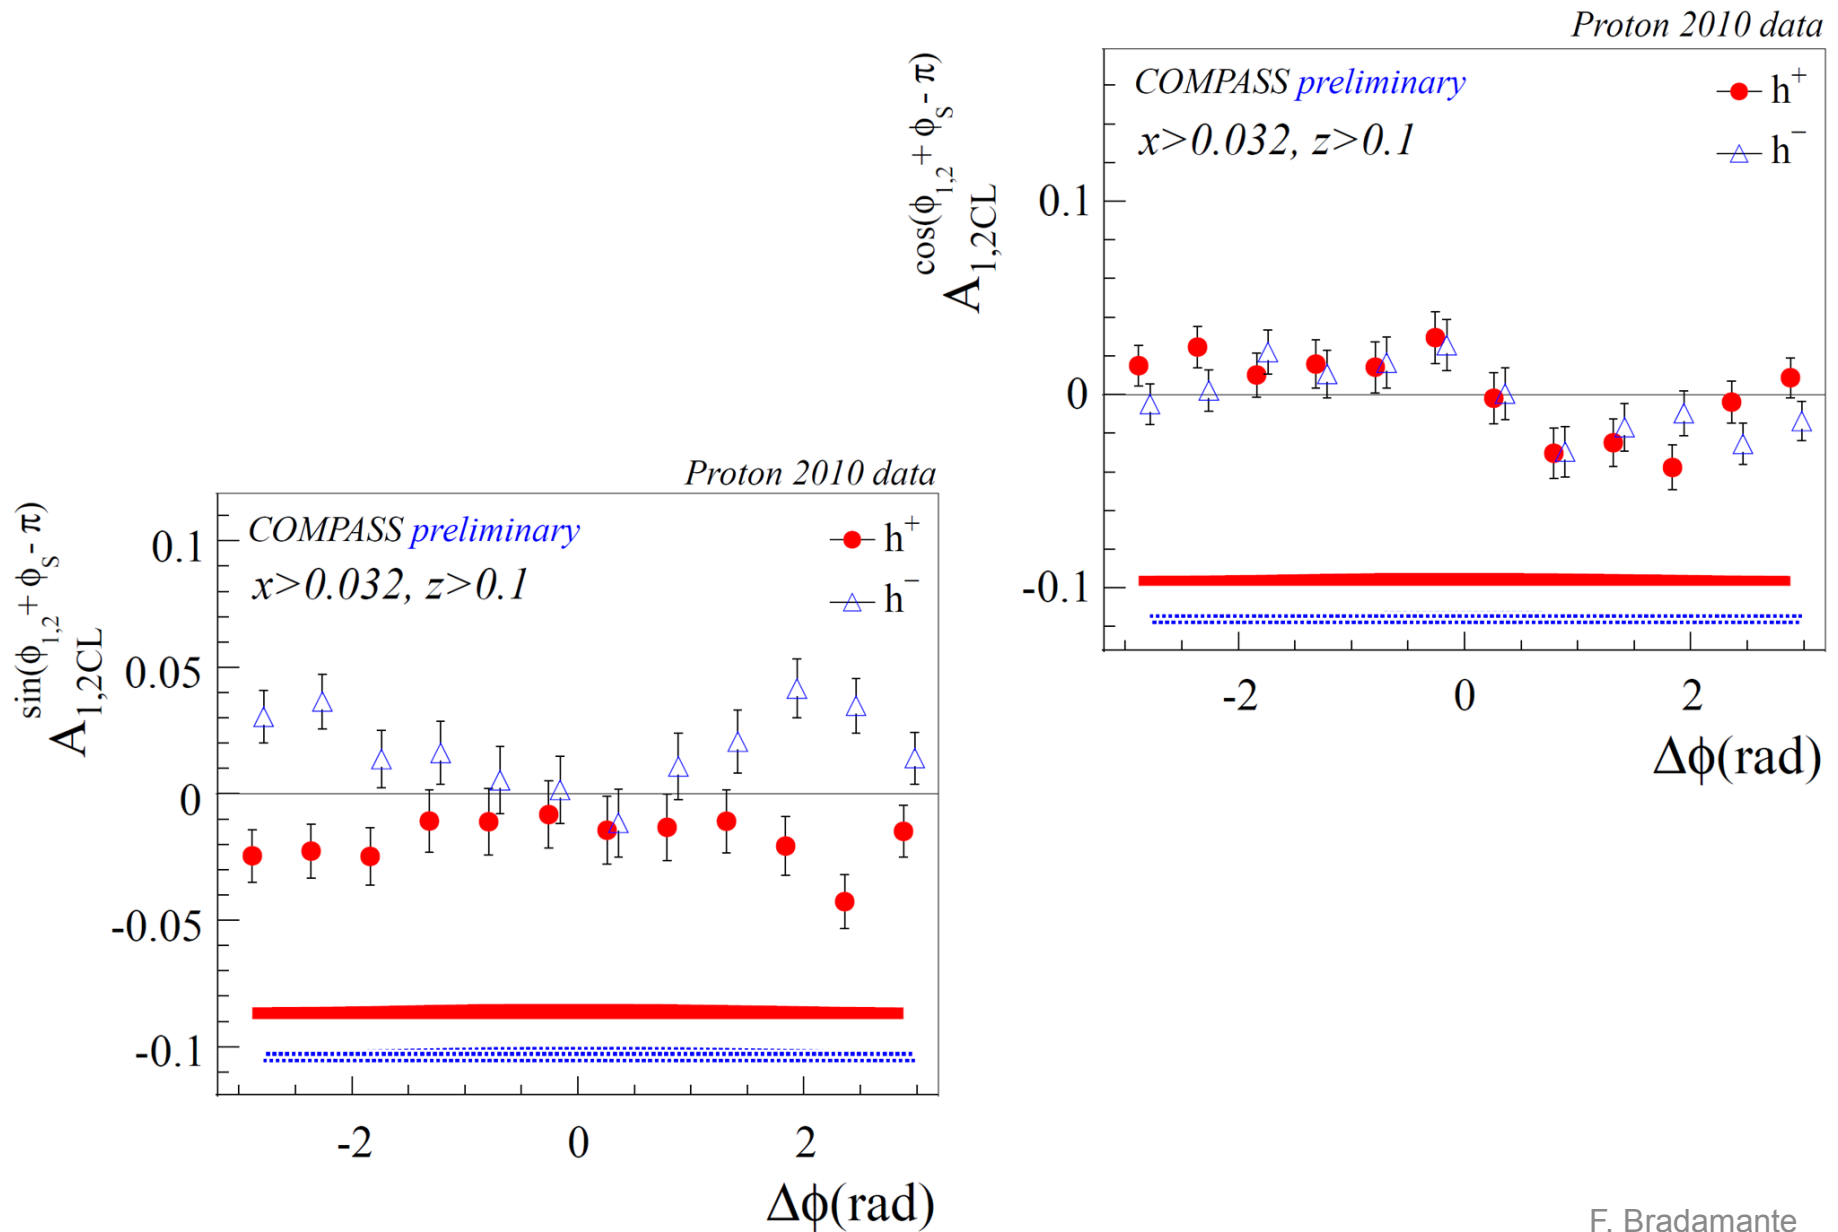 Proton 2010 data
COMPASS preliminary
x>0.032, z>0.1
h+
h−
A1,2CL cos(ϕ1,2 + ϕS - π)
0.1
0
-0.1
-2 0 2
Δϕ(rad)
Proton 2010 data
COMPASS preliminary
x>0.032, z>0.1
h+
h−
A1,2CL sin(ϕ1,2 + ϕS - π)
0.1
0.05
0
-0.05
-0.1
-2 0 2
Δϕ(rad)
F. Bradamante